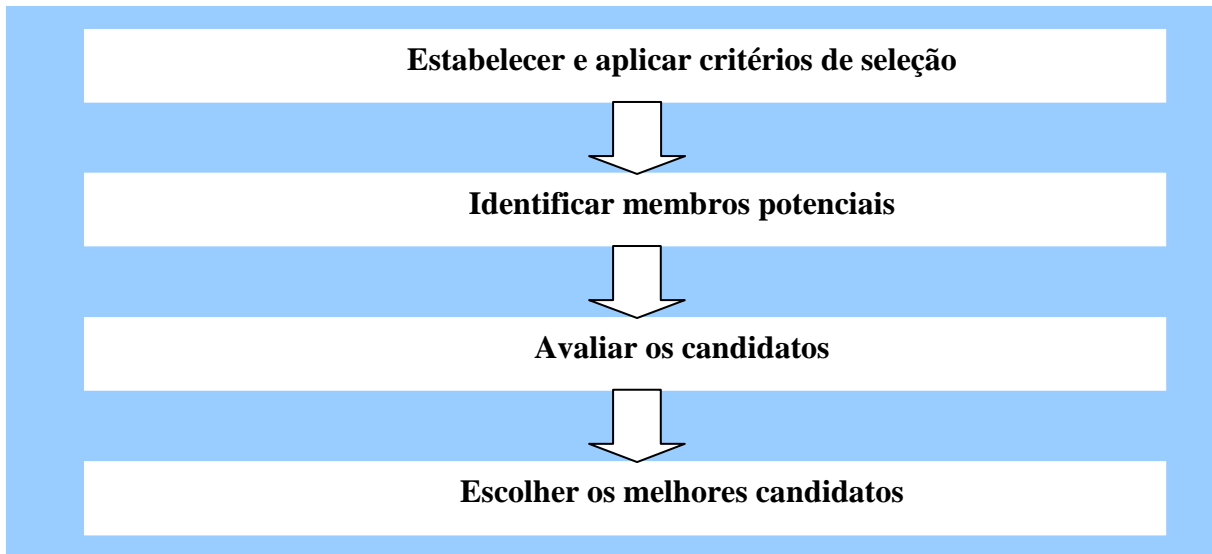 Estabelecer e aplicar critérios de seleção
Identificar membros potenciais
Avaliar os candidatos
Escolher os melhores candidatos